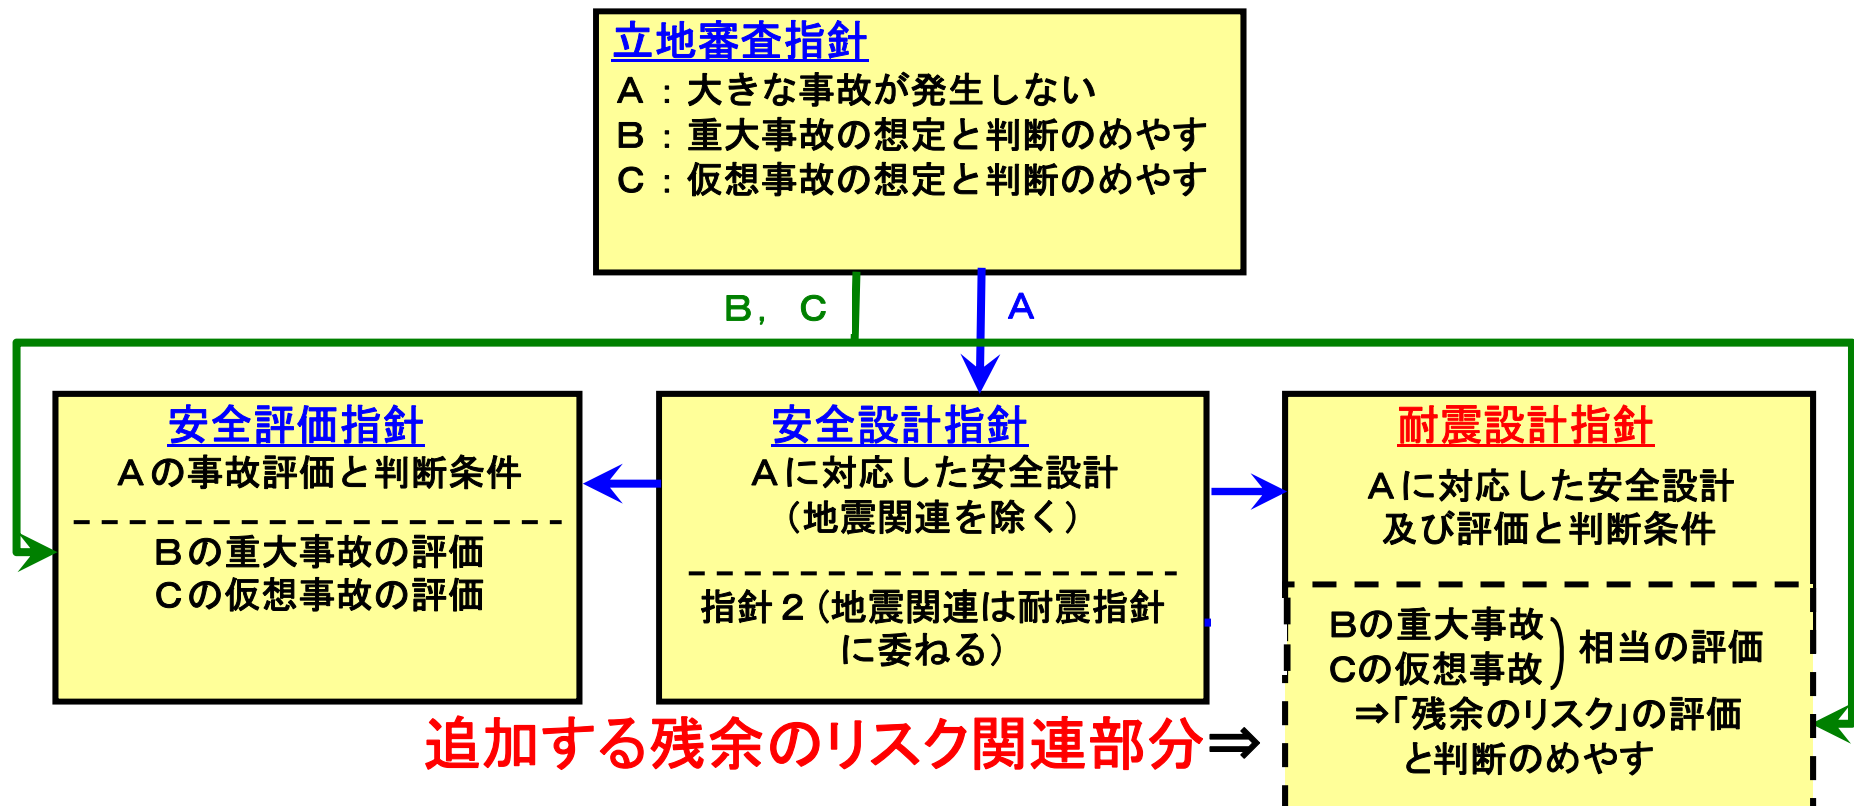 立地審査指針
A：大きな事故が発生しない
B：重大事故の想定と判断のめやす
C：仮想事故の想定と判断のめやす
B， C
A
安全評価指針
Aの事故評価と判断条件
Bの重大事故の評価
Cの仮想事故の評価
安全設計指針
Aに対応した安全設計
（地震関連を除く）
指針２（地震関連は耐震指針
に委ねる）
耐震設計指針
Aに対応した安全設計
及び評価と判断条件
Bの重大事故
Cの仮想事故
相当の評価
⇒「残余のリスク」の評価
と判断のめやす
追加する残余のリスク関連部分⇒